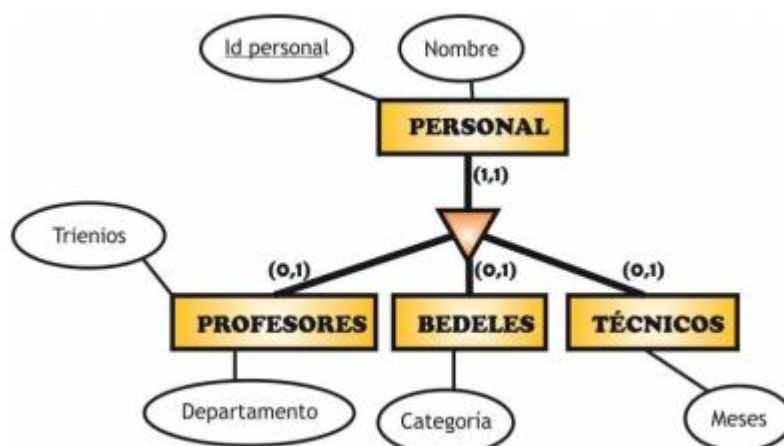 Id personal
Nombre
PERSONAL
(1,1)
Trienios
(0,1)
(0,1)
(0,1)
PROFESORES
BEDELES
TÉCNICOS
Departamento
Categoría
Meses